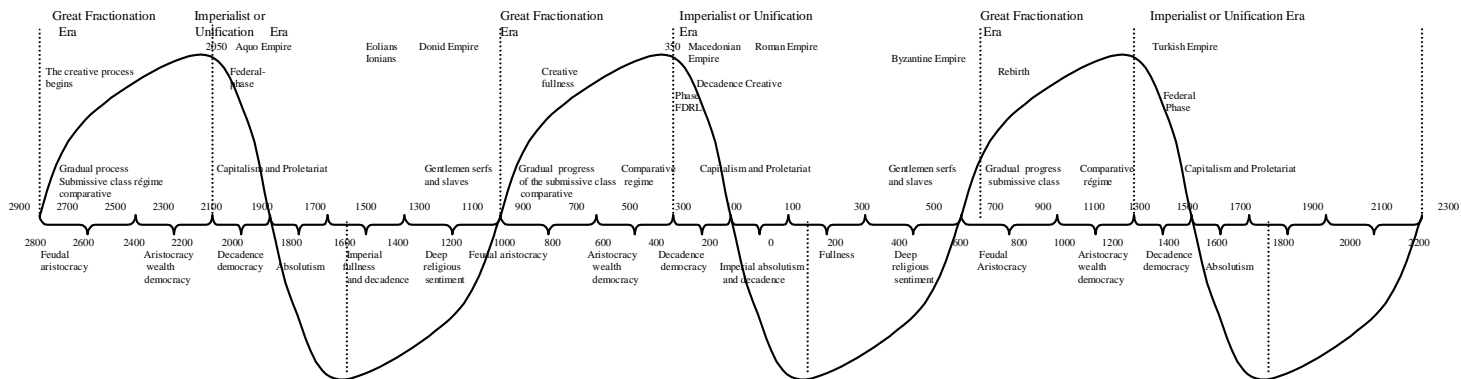 Great Fractionation
Era
Imperialist or
Unification Era
Great Fractionation
Era
Imperialist or Unification
Era
Great Fractionation
Era
Imperialist or Unification Era
2050 Aquo Empire
Eolians
Ionians
Donid Empire
350 Macedonian
Empire
Roman Empire
Byzantine Empire
Turkish Empire
The creative process
begins
Federal-
phase
Creative
fullness
Decadence Creative
Phase
FDRL
Rebirth
Federal
Phase
Gradual process
Submissive class régime
comparative
Capitalism and Proletariat
Gentlemen serfs
and slaves
Gradual progress
of the submissive class
comparative
Comparative
regime
Capitalism and Proletariat
Gentlemen serfs
and slaves
Gradual progress
submissive class
Comparative
régime
Capitalism and Proletariat
2900 2700 2500 2100 1900 1700 1500 1300 1100 900 700 500 300 100 100 300 500 700 900 1300 1500 1700 1900 2100 2300
2800 2600 2400 2200 2000 1800 1600 1400 1200 1000 800 600 400 200 0 200 400 600 800 1000 1200 1400 1600 2000 2200
Feudal
aristocracy
Aristocracy
wealth
democracy
Decadence
democracy
Absolutism
Imperial
fullness
and decadence
Deep
religious
sentiment
Feudal aristocracy
Aristocracy
wealth
democracy
Decadence
democracy
Imperial absolutism
and decadence
Fullness
Deep
religious
sentiment
Feudal
Aristocracy
Aristocracy
wealth
democracy
Decadence
democracy
Absolutism